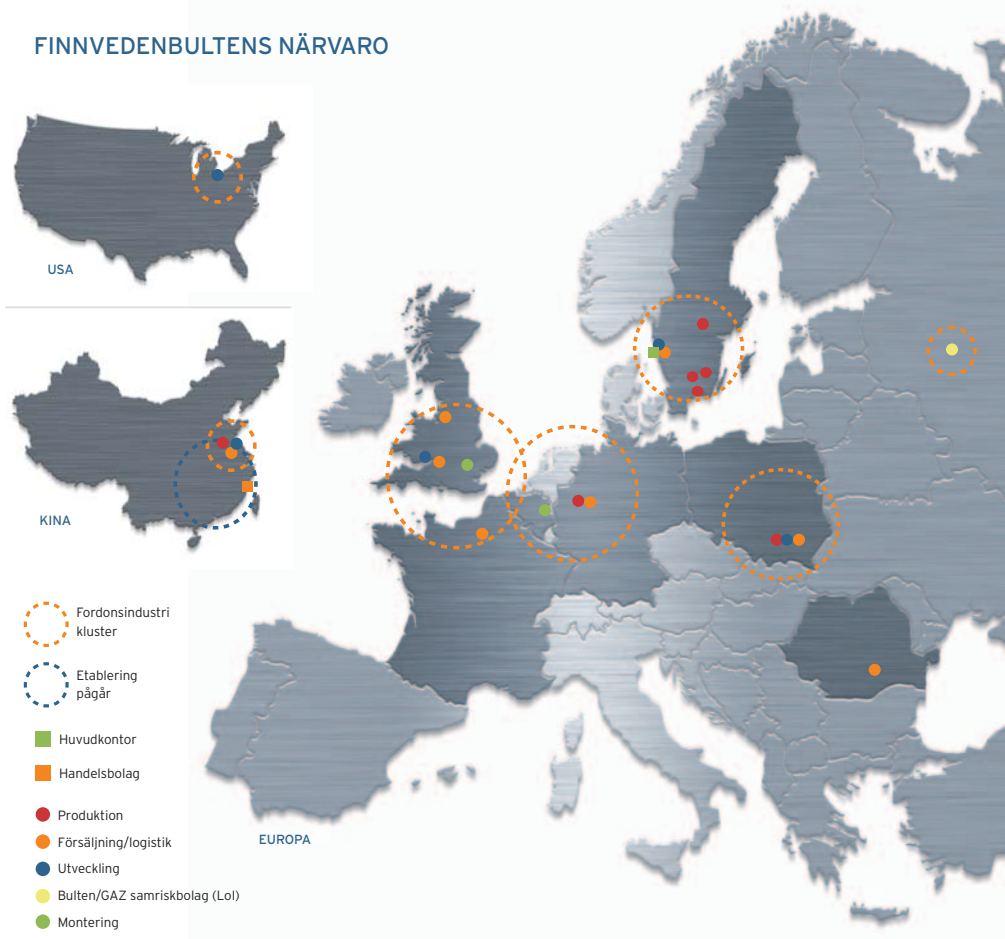 FINNVEDENBULTENS NÄRVARO
USA
KINA
Fordonsindustri
kluster
Etablering
pågår
Huvudkontor
Handelsbolag
Produktion
Försäljning/logistik
Utveckling
Bulten/GAZ samriskbolag (LoI)
Montering
EUROPA